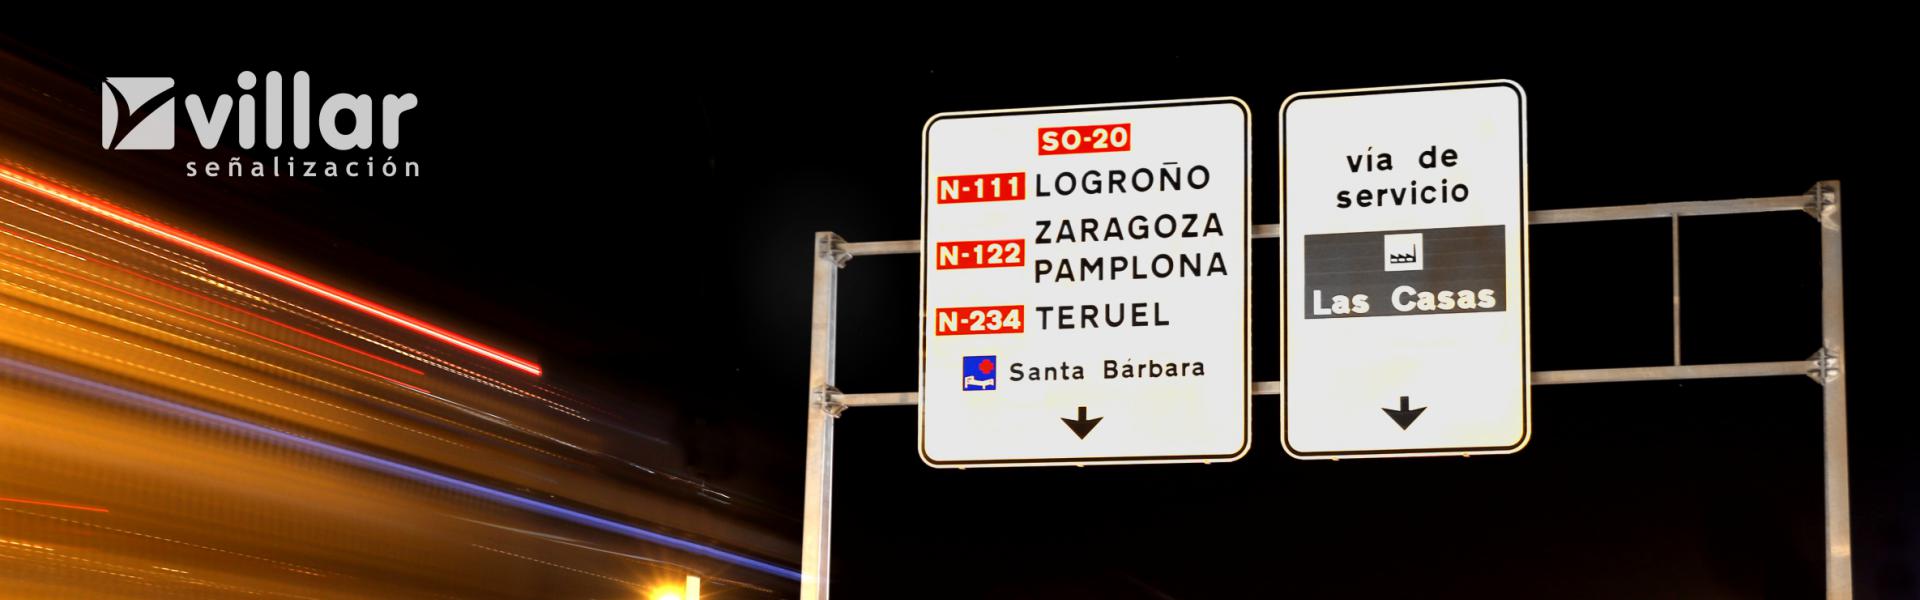 villar
señalización
SO-20
N-111 LOGROÑO
N-122 ZARAGOZA
PAMPLONA
N-234 TERUEL
Santa Bárbara
vía de
servicio
Las Casas